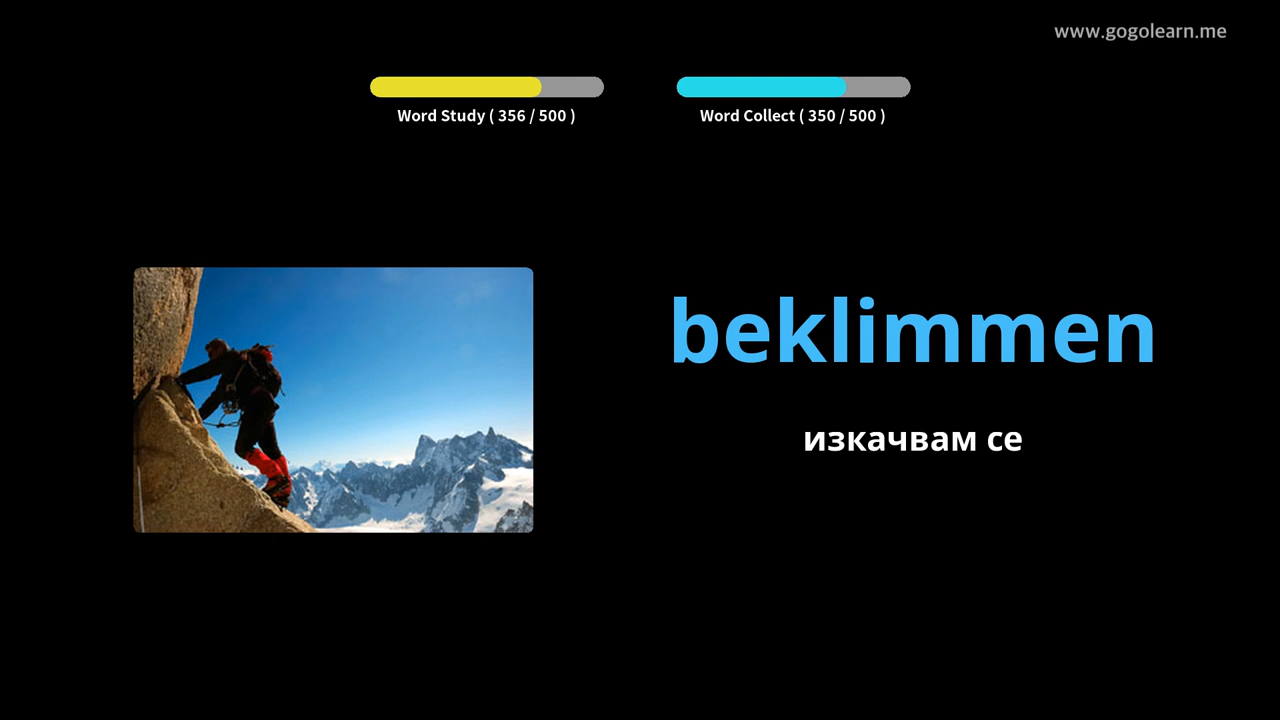 www.gogolearn.me
Word Study ( 356 / 500 )
Word Collect ( 350 / 500 )
beklimmen
изкачвам се